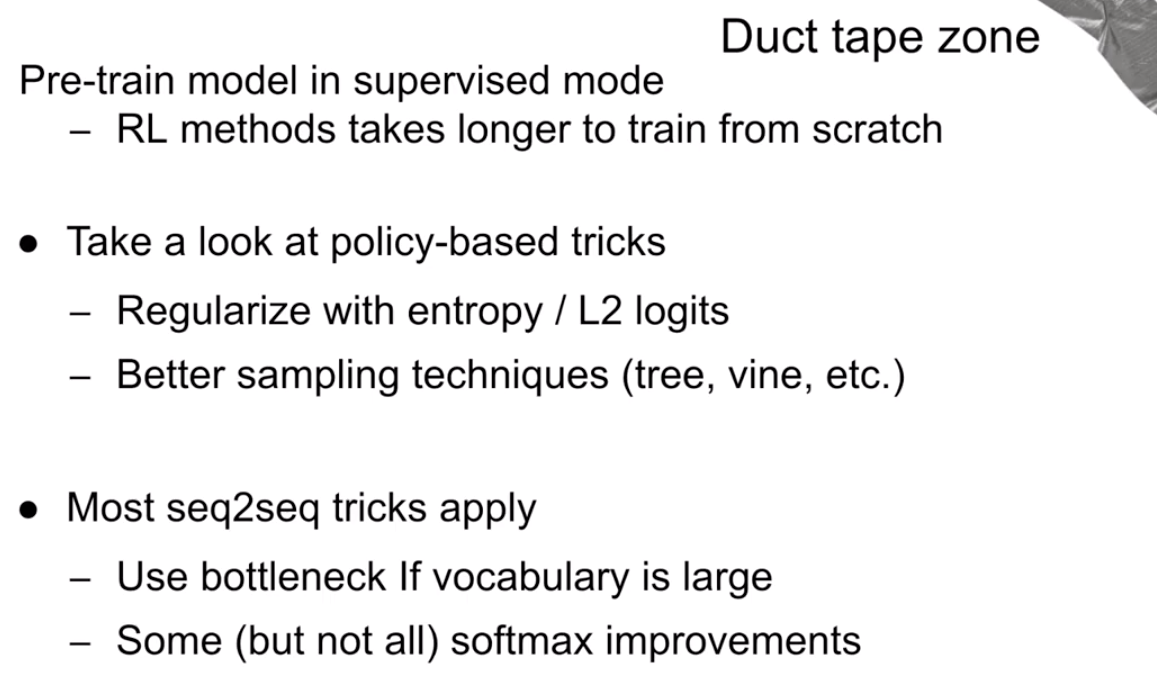 Duct tape zone
Pre-train model in supervised mode
– RL methods takes longer to train from scratch
● Take a look at policy-based tricks
– Regularize with entropy / L2 logits
– Better sampling techniques (tree, vine, etc.)
● Most seq2seq tricks apply
– Use bottleneck If vocabulary is large
– Some (but not all) softmax improvements